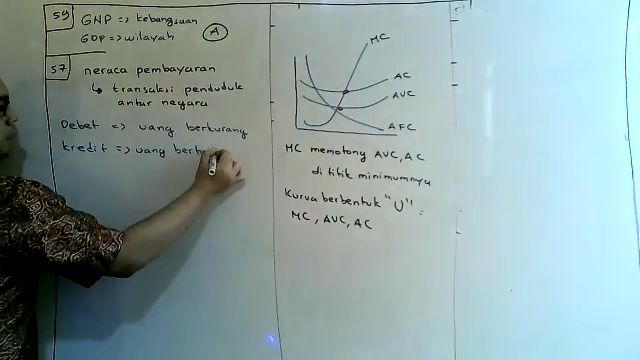 59
GNP => kebangsaan
GDP => wilayah
A
57
neraca pembayaran
↳ transaksi penduduk
antar negara
Debet => uang berkurang
kredit => uang
MC
AC
AVC
AFC
MC memotong AVC, AC
di titik minimumnya
Kurva berbentuk "U" :
MC, AVC, AC